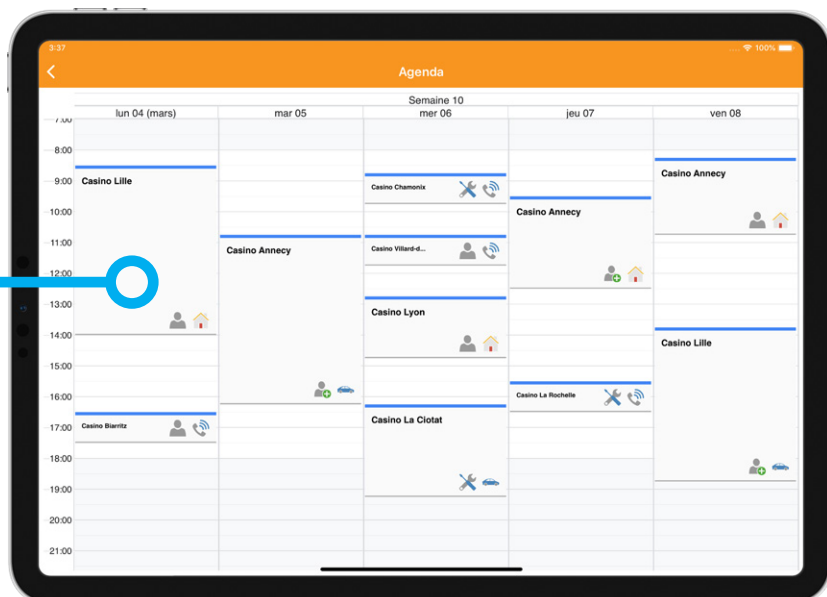 3:37
100%
Agenda
Semaine 10
lun 04 (mars)
mar 05
mer 06
jeu 07
ven 08
7:00
8:00
9:00
10:00
11:00
12:00
13:00
14:00
15:00
16:00
17:00
18:00
19:00
20:00
21:00
Casino Lille
Casino Biarritz
Casino Annecy
Casino Chamonix
Casino Villard-d...
Casino Lyon
Casino La Ciotat
Casino Annecy
Casino La Rochelle
Casino Annecy
Casino Lille